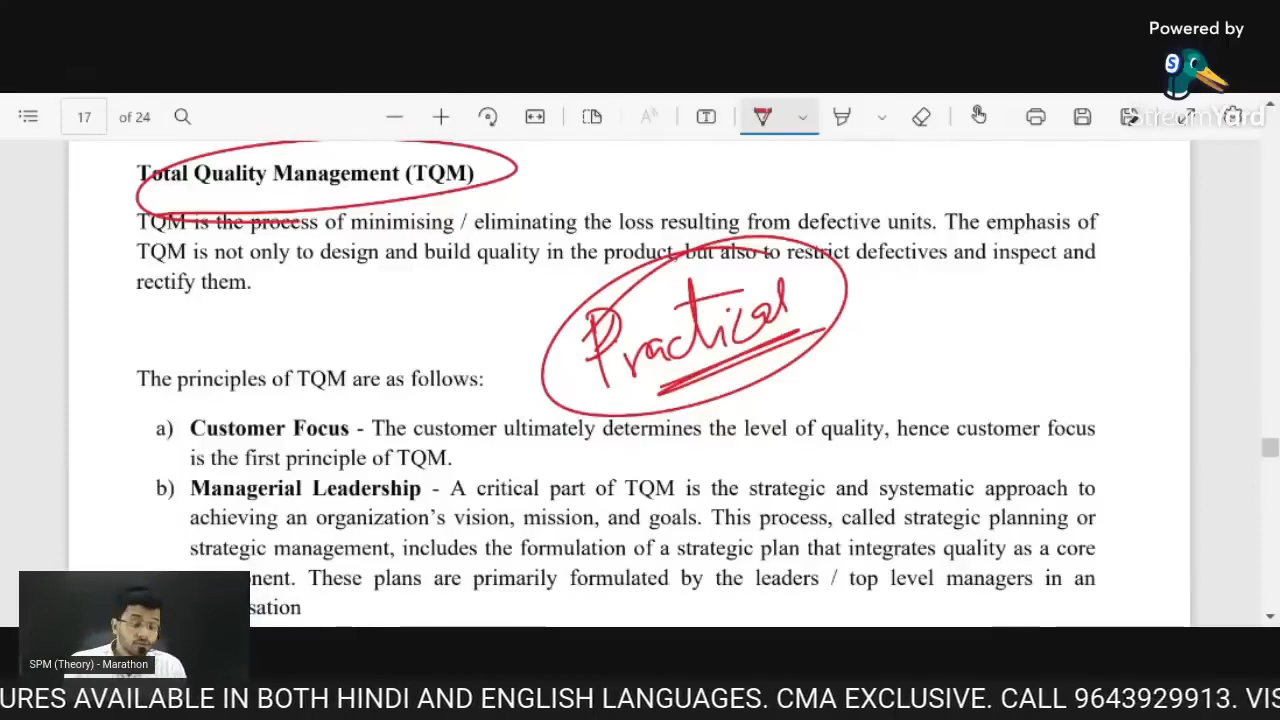 Powered by
S
StreamYard
17
of 24
Total Quality Management (TQM)
TQM is the process of minimising / eliminating the loss resulting from defective units. The emphasis of
TQM is not only to design and build quality in the product, but also to restrict defectives and inspect and
rectify them.
Practical
The principles of TQM are as follows:
a) Customer Focus - The customer ultimately determines the level of quality, hence customer focus
is the first principle of TQM.
b) Managerial Leadership - A critical part of TQM is the strategic and systematic approach to
achieving an organization's vision, mission, and goals. This process, called strategic planning or
strategic management, includes the formulation of a strategic plan that integrates quality as a core
nent. These plans are primarily formulated by the leaders / top level managers in an
sation
SPM (Theory) - Marathon
URES AVAILABLE IN BOTH HINDI AND ENGLISH LANGUAGES. CMA EXCLUSIVE. CALL 9643929913. VIS